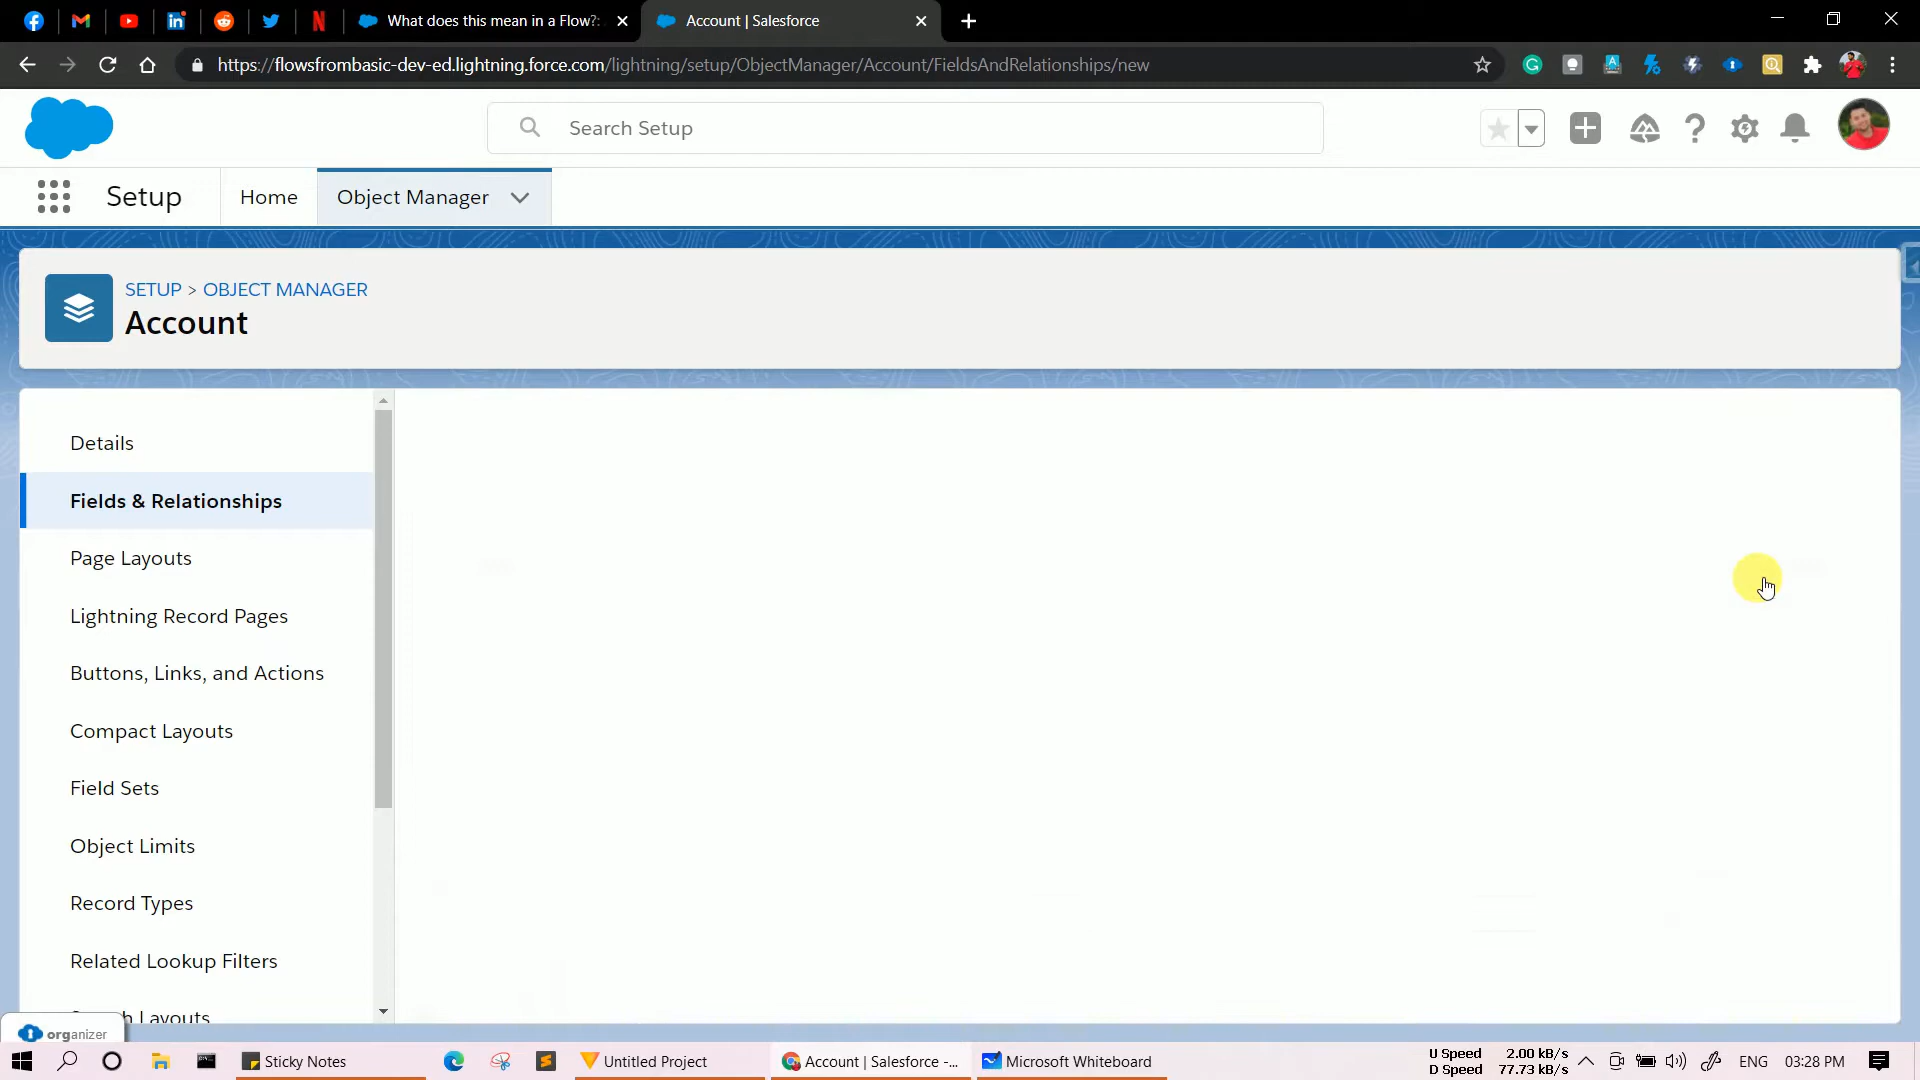 What does this mean in a Flow?:
Account | Salesforce
https://flowsfrombasic-dev-ed.lightning.force.com/lightning/setup/ObjectManager/Account/FieldsAndRelationships/new
Search Setup
Setup
Home
Object Manager
SETUP > OBJECT MANAGER
Account
Details
Fields & Relationships
Page Layouts
Lightning Record Pages
Buttons, Links, and Actions
Compact Layouts
Field Sets
Object Limits
Record Types
Related Lookup Filters
Layouts
organizer
Sticky Notes
Untitled Project
Account | Salesforce -...
Microsoft Whiteboard
U Speed 2.00 kB/s
D Speed 77.73 kB/s
ENG
03:28 PM